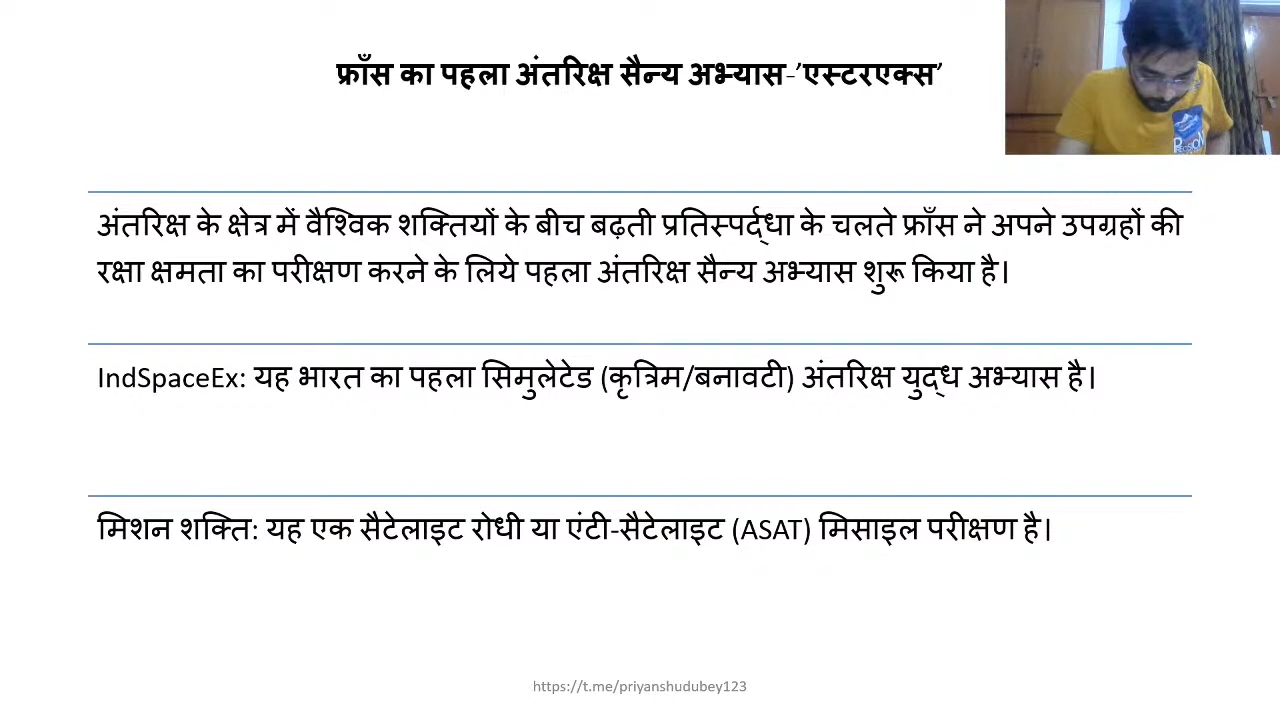 फ्राँस का पहला अंतरिक्ष सैन्य अभ्यास-’एस्टरएक्स’
अंतरिक्ष के क्षेत्र में वैश्विक शक्तियों के बीच बढ़ती प्रतिस्पर्द्धा के चलते फ्राँस ने अपने उपग्रहों की
रक्षा क्षमता का परीक्षण करने के लिये पहला अंतरिक्ष सैन्य अभ्यास शुरू किया है।
IndSpaceEx: यह भारत का पहला सिमुलेटेड (कृत्रिम/बनावटी) अंतरिक्ष युद्ध अभ्यास है।
मिशन शक्ति: यह एक सैटेलाइट रोधी या एंटी-सैटेलाइट (ASAT) मिसाइल परीक्षण है।
https://t.me/priyanshudubey123